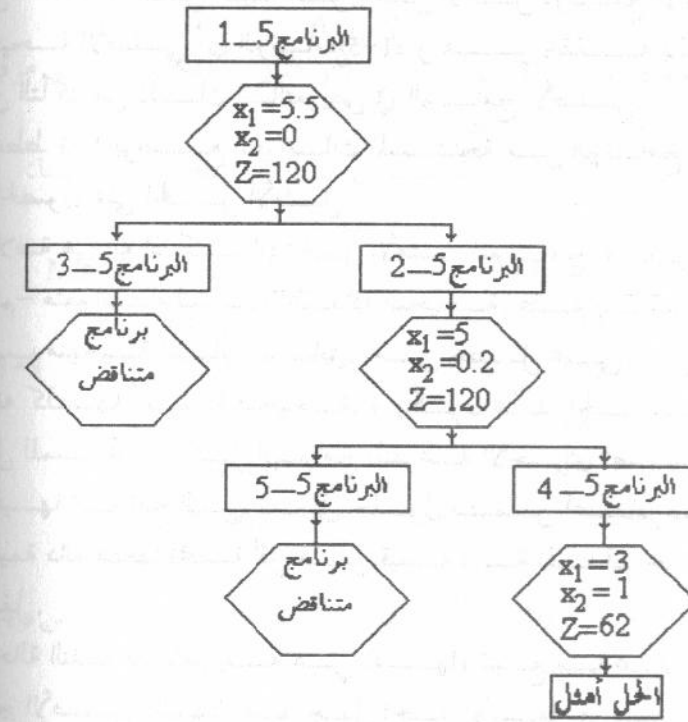 البرنامج 5_1
x₁ =5.5
x₂ =0
Z=120
البرنامج 5_2
البرنامج 5_3
x₁ =5
x₂ =0.2
Z=120
برنامج
متناقض
البرنامج 5_4
البرنامج 5_5
x₁ = 3
x₂ = 1
Z=62
برنامج
متناقض
الحل أمثل